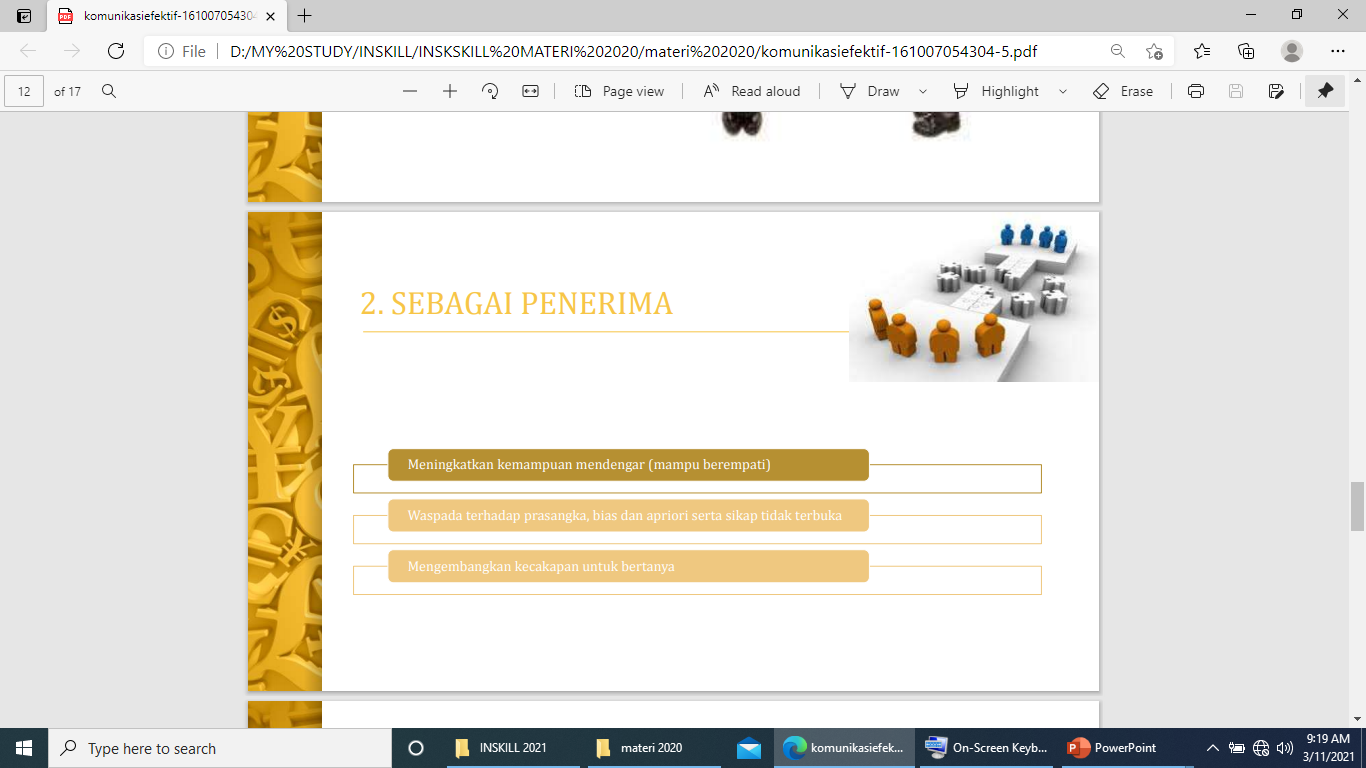 komunikasiefektif-161007054304
File
D:/MY%20STUDY/INSKILL/INSKSKILL%20MATERI%202020/materi%202020/komunikasiefektif-161007054304-5.pdf
12 of 17
Page view
Read aloud
Draw
Highlight
Erase
2. SEBAGAI PENERIMA
Meningkatkan kemampuan mendengar (mampu berempati)
Waspada terhadap prasangka, bias dan apriori serta sikap tidak terbuka
Mengembangkan kecakapan untuk bertanya
Type here to search
INSKILL 2021
materi 2020
komunikasiefek...
On-Screen Keyb...
PowerPoint
9:19 AM
3/11/2021